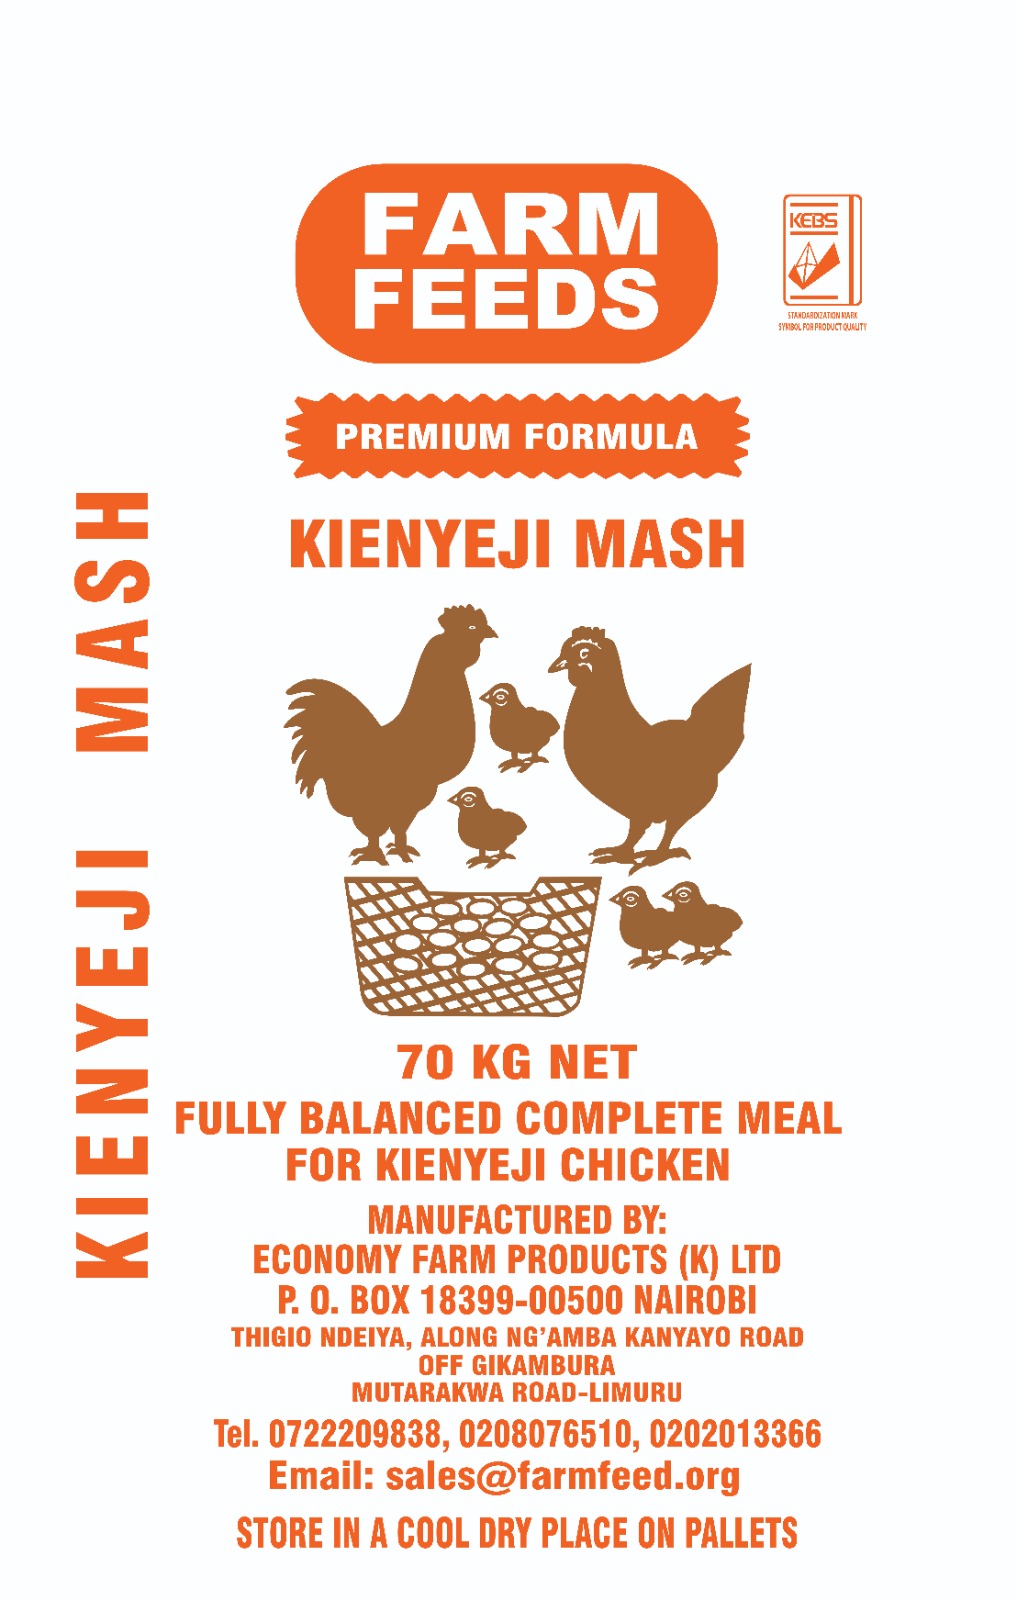 FARM
FEEDS
KEBS
STANDARDIZATION MARK
SYMBOL FOR PRODUCT QUALITY
PREMIUM FORMULA
KIENYEJI MASH
KIENYEJI MASH
70 KG NET
FULLY BALANCED COMPLETE MEAL
FOR KIENYEJI CHICKEN
MANUFACTURED BY:
ECONOMY FARM PRODUCTS (K) LTD
P. O. BOX 18399-00500 NAIROBI
THIGIO NDEIYA, ALONG NG'AMBA KANYAYO ROAD
OFF GIKAMBURA
MUTARAKWA ROAD-LIMURU
Tel. 0722209838, 0208076510, 0202013366
Email: sales@farmfeed.org
STORE IN A COOL DRY PLACE ON PALLETS